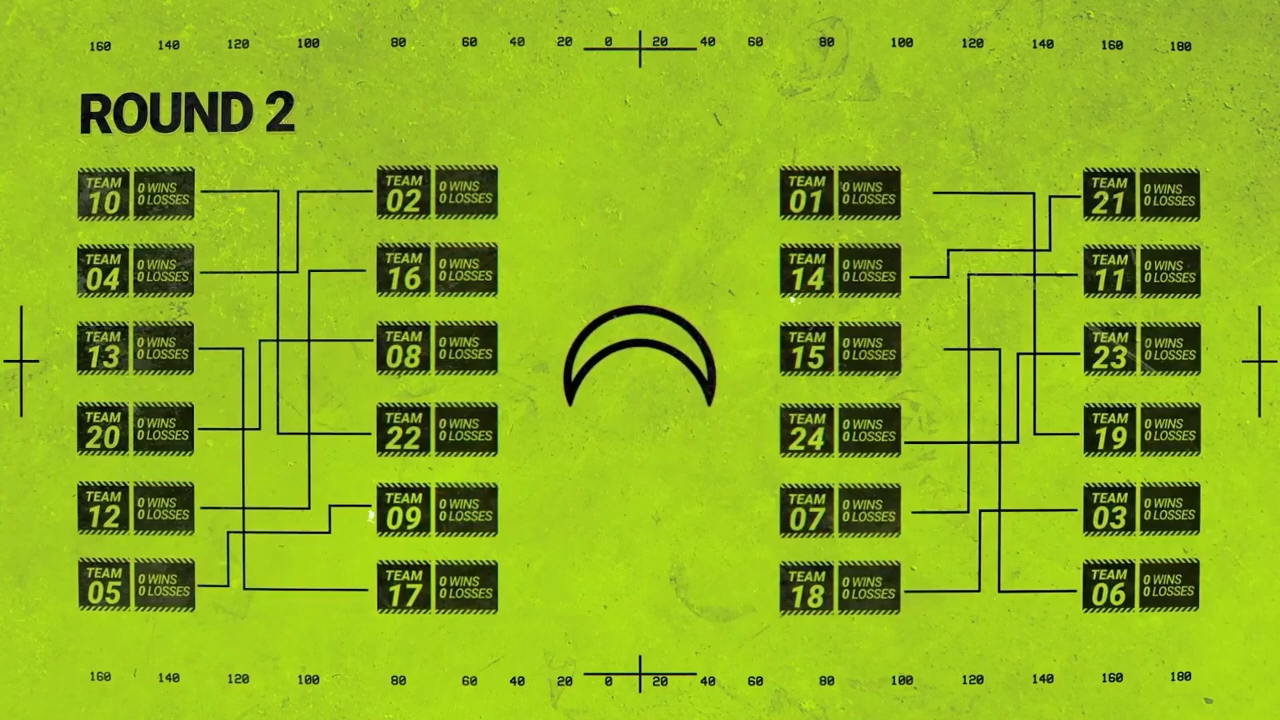 160 140 120 100 80 60 40 20 0 20 40 60 80 100 120 140 160 180
ROUND 2
TEAM 10 0 WINS 0 LOSSES
TEAM 02 0 WINS 0 LOSSES
TEAM 01 0 WINS 0 LOSSES
TEAM 21 0 WINS 0 LOSSES
TEAM 04 0 WINS 0 LOSSES
TEAM 16 0 WINS 0 LOSSES
TEAM 14 0 WINS 0 LOSSES
TEAM 11 0 WINS 0 LOSSES
TEAM 13 0 WINS 0 LOSSES
TEAM 08 0 WINS 0 LOSSES
TEAM 15 0 WINS 0 LOSSES
TEAM 23 0 WINS 0 LOSSES
TEAM 20 0 WINS 0 LOSSES
TEAM 22 0 WINS 0 LOSSES
TEAM 24 0 WINS 0 LOSSES
TEAM 19 0 WINS 0 LOSSES
TEAM 12 0 WINS 0 LOSSES
TEAM 09 0 WINS 0 LOSSES
TEAM 07 0 WINS 0 LOSSES
TEAM 03 0 WINS 0 LOSSES
TEAM 05 0 WINS 0 LOSSES
TEAM 17 0 WINS 0 LOSSES
TEAM 18 0 WINS 0 LOSSES
TEAM 06 0 WINS 0 LOSSES
160 140 120 100 80 60 40 20 0 20 40 60 80 100 120 140 160 180